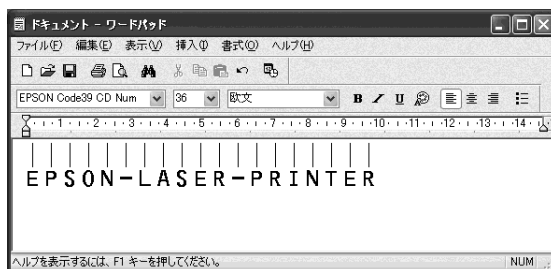 ドキュメント - ワードパッド
ファイル(F) 編集(E) 表示(V) 挿入(I) 書式(O) ヘルプ(H)
EPSON Code39 CD Num 36 欧文 B I U
1 2 3 4 5 6 7 8 9 10 11 12 13 14
EPSON-LASER-PRINTER
ヘルプを表示するには、F1 キーを押してください。 NUM